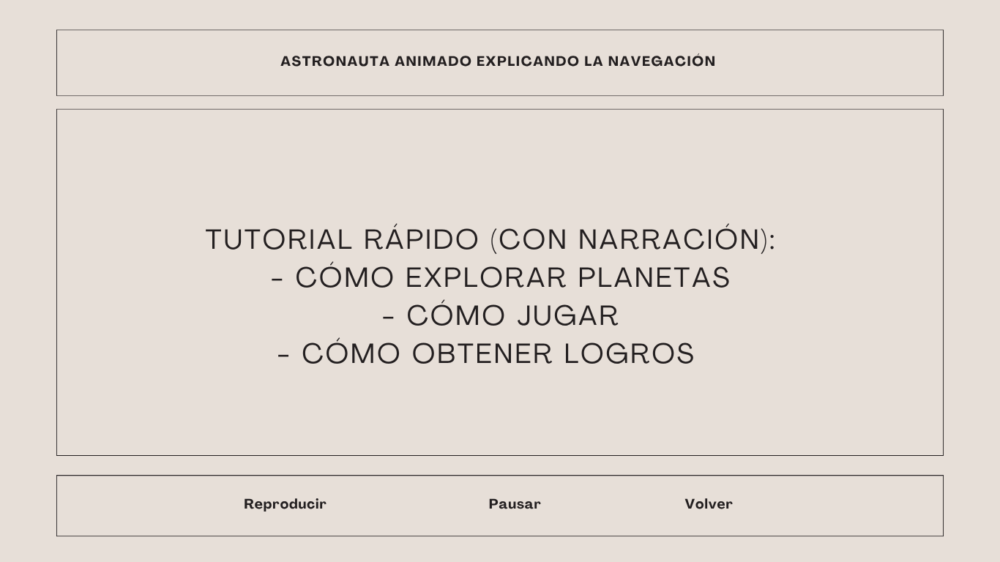 ASTRONAUTA ANIMADO EXPLICANDO LA NAVEGACIÓN
TUTORIAL RÁPIDO (CON NARRACIÓN):
- CÓMO EXPLORAR PLANETAS
- CÓMO JUGAR
- CÓMO OBTENER LOGROS
Reproducir Pausar Volver